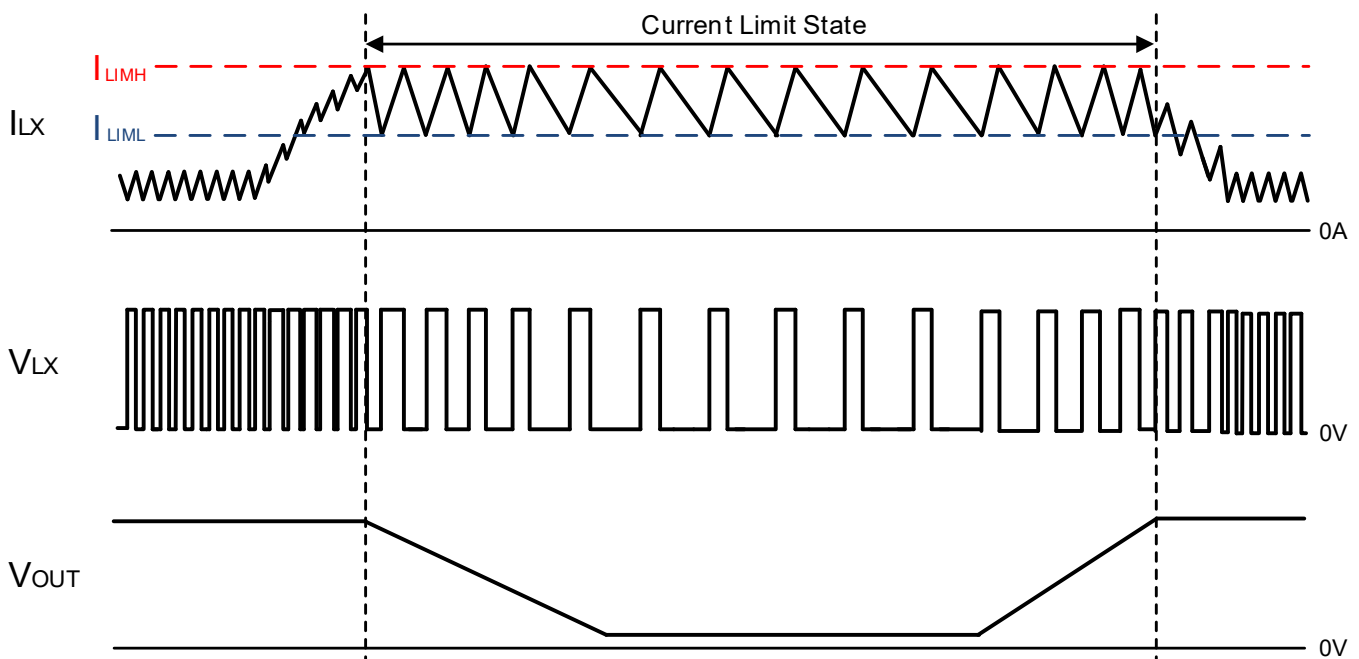 Current Limit State
ILIMH
ILX
ILIML
0A
VLX
0V
VOUT
0V